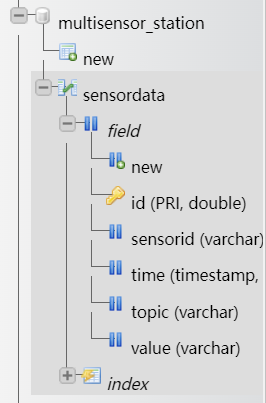 multisensor_station
new
sensordata
field
new
id (PRI, double)
sensorid (varchar)
time (timestamp,
topic (varchar)
value (varchar)
index